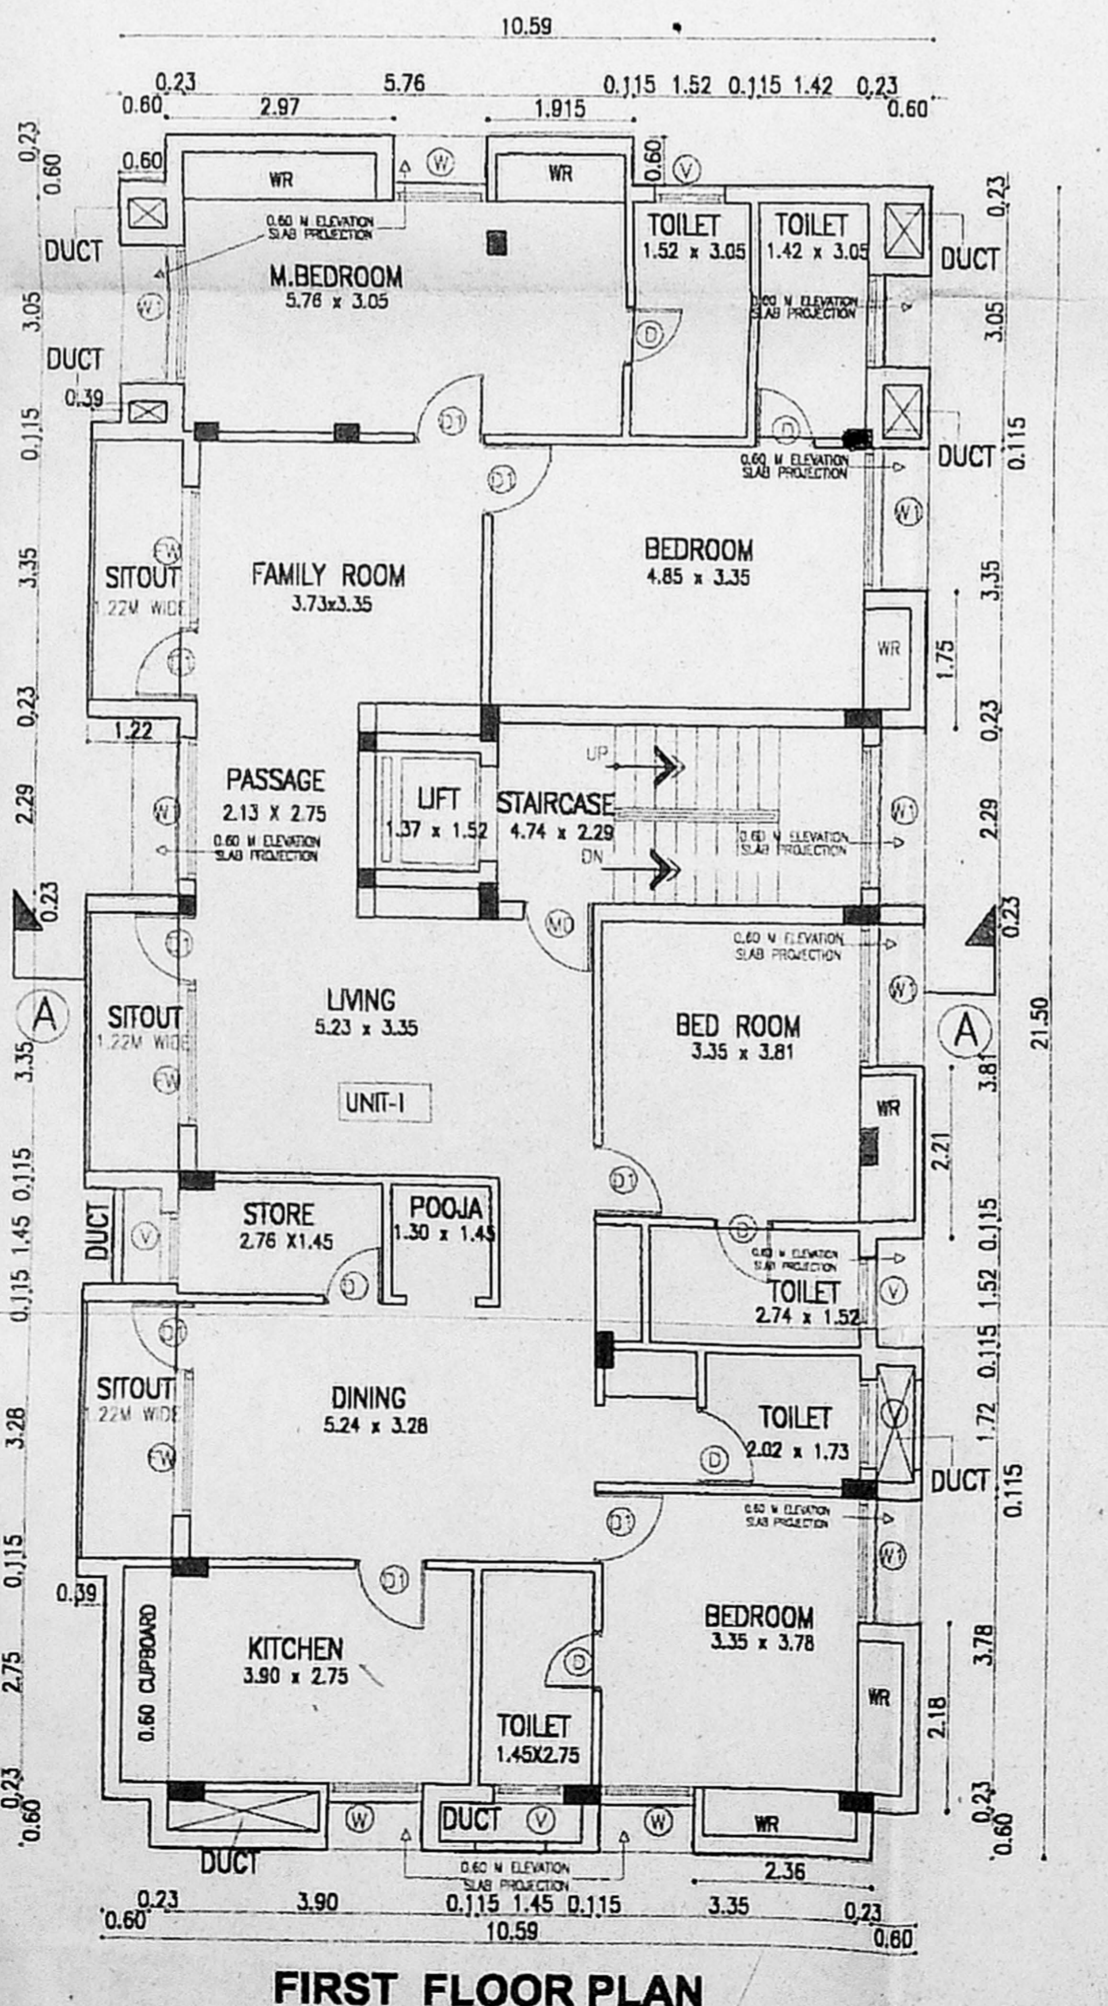 10.59
0.23 5.76 0.115 1.52 0.115 1.42 0.23
0.60 2.97 1.915 0.60
0.23
0.60
0.60
WR
W
WR
0.60
V
0.23
DUCT
0.60 M ELEVATION
SLAB PROJECTION
M.BEDROOM
5.76 x 3.05
TOILET
1.52 x 3.05
TOILET
1.42 x 3.05
DUCT
3.05
W1
D
0.60 M ELEVATION
SLAB PROJECTION
3.05
DUCT
0.39
D1
D
0.115
0.115
D1
0.60 M ELEVATION
SLAB PROJECTION
DUCT
W1
3.35
FW
SITOUT
1.22M WIDE
FAMILY ROOM
3.73x3.35
BEDROOM
4.85 x 3.35
3.35
D1
WR
1.75
0.23
1.22
0.23
PASSAGE
2.13 X 2.75
0.60 M ELEVATION
SLAB PROJECTION
W1
LIFT
1.37 x 1.52
UP
STAIRCASE
4.74 x 2.29
DN
0.60 M ELEVATION
SLAB PROJECTION
W1
2.29
2.29
0.23
D1
MD
0.60 M ELEVATION
SLAB PROJECTION
W1
0.23
A
SITOUT
1.22M WIDE
FW
LIVING
5.23 x 3.35
UNIT-I
BED ROOM
3.35 x 3.81
A
21.50
3.35
3.81
WR
2.21
D1
0.115
DUCT
V
STORE
2.76 X1.45
D
POOJA
1.30 x 1.45
D
0.60 M ELEVATION
SLAB PROJECTION
TOILET
2.74 x 1.52
V
0.115
1.45
1.52
0.115
0.115
D1
SITOUT
1.22M WIDE
FW
DINING
5.24 x 3.28
TOILET
2.02 x 1.73
D
V
DUCT
3.28
1.72
0.115
0.115
D1
0.60 M ELEVATION
SLAB PROJECTION
W1
0.39
D1
0.60 CUPBOARD
KITCHEN
3.90 x 2.75
D
TOILET
1.45X2.75
BEDROOM
3.35 x 3.78
WR
2.75
3.78
2.18
0.23
0.60
0.23
0.60
DUCT
W
DUCT
V
W
WR
0.60 M ELEVATION
SLAB PROJECTION
2.36
0.23 3.90 0.115 1.45 0.115 3.35 0.23
0.60 10.59 0.60
FIRST FLOOR PLAN